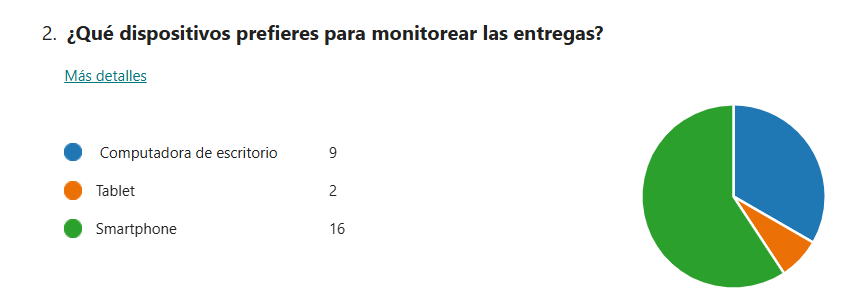 2. ¿Qué dispositivos prefieres para monitorear las entregas?
Más detalles
Computadora de escritorio 9
Tablet 2
Smartphone 16